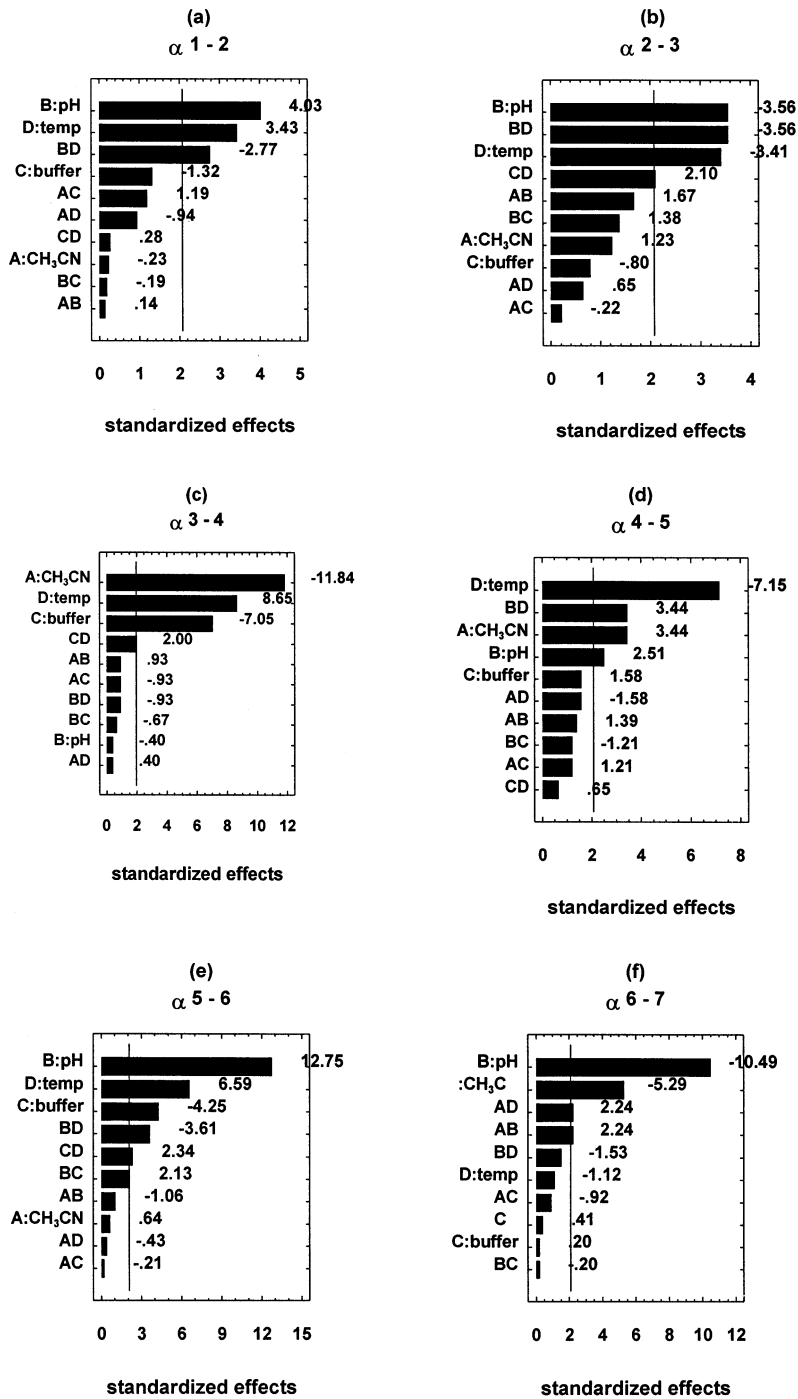 (a)
α 1 - 2
B:pH 4.03
D:temp 3.43
BD -2.77
C:buffer -1.32
AC 1.19
AD -.94
CD .28
A:CH₃CN -.23
BC -.19
AB .14
0 1 2 3 4 5
standardized effects
(b)
α 2 - 3
B:pH -3.56
BD -3.56
D:temp -3.41
CD 2.10
AB 1.67
BC 1.38
A:CH₃CN 1.23
C:buffer -.80
AD .65
AC -.22
0 1 2 3 4
standardized effects
(c)
α 3 - 4
A:CH₃CN -11.84
D:temp 8.65
C:buffer -7.05
CD 2.00
AB .93
AC -.93
BD -.93
BC -.67
B:pH -.40
AD .40
0 2 4 6 8 10 12
standardized effects
(d)
α 4 - 5
D:temp -7.15
BD 3.44
A:CH₃CN 3.44
B:pH 2.51
C:buffer 1.58
AD -1.58
AB 1.39
BC -1.21
AC 1.21
CD .65
0 2 4 6 8
standardized effects
(e)
α 5 - 6
B:pH 12.75
D:temp 6.59
C:buffer -4.25
BD -3.61
CD 2.34
BC 2.13
AB -1.06
A:CH₃CN .64
AD -.43
AC -.21
0 3 6 9 12 15
standardized effects
(f)
α 6 - 7
B:pH -10.49
:CH₃C -5.29
AD 2.24
AB 2.24
BD -1.53
D:temp -1.12
AC -.92
C .41
C:buffer .20
BC -.20
0 2 4 6 8 10 12
standardized effects